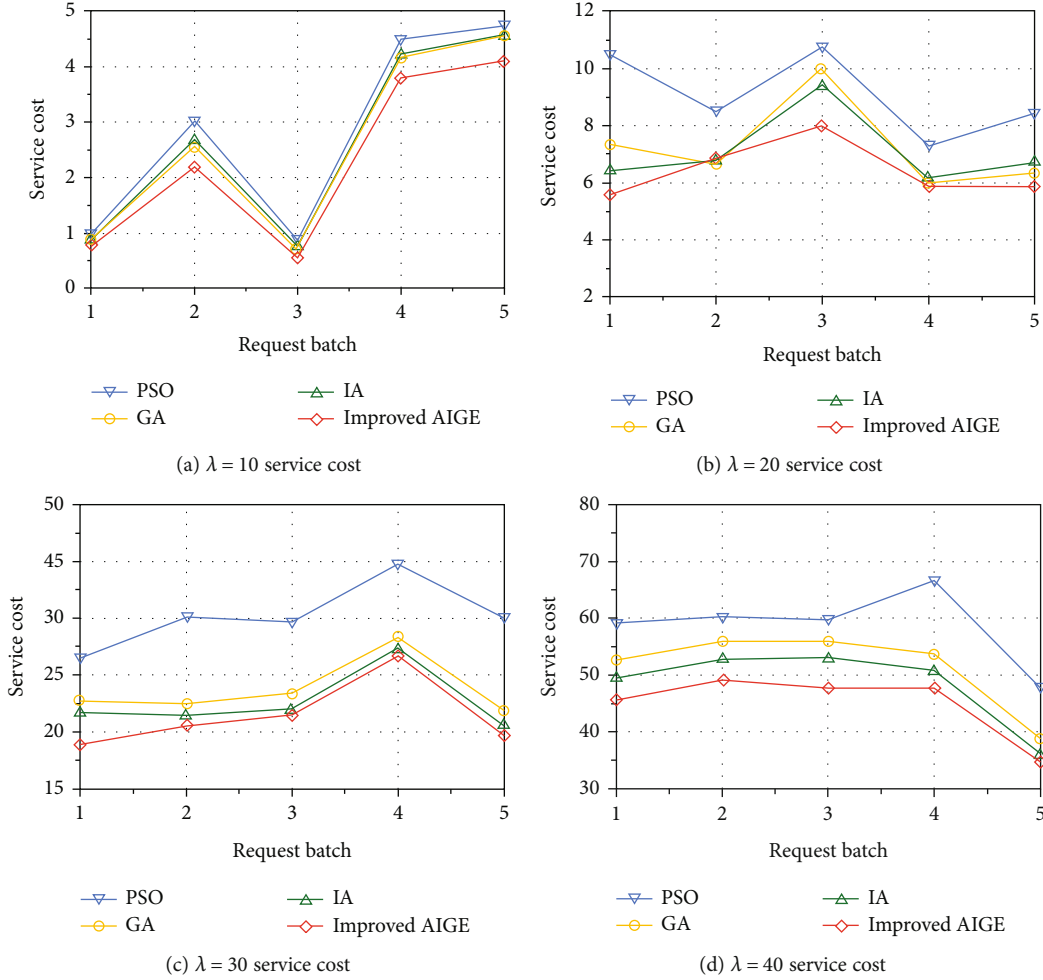 5
4
3
2
1
0
Service cost
1 2 3 4 5
Request batch
PSO IA
GA Improved AIGE
(a) λ = 10 service cost
12
10
8
6
4
2
Service cost
1 2 3 4 5
Request batch
PSO IA
GA Improved AIGE
(b) λ = 20 service cost
50
45
30
25
20
15
Service cost
1 2 3 4 5
Request batch
PSO IA
GA Improved AIGE
(c) λ = 30 service cost
80
70
60
50
40
30
Service cost
1 2 3 4 5
Request batch
PSO IA
GA Improved AIGE
(d) λ = 40 service cost